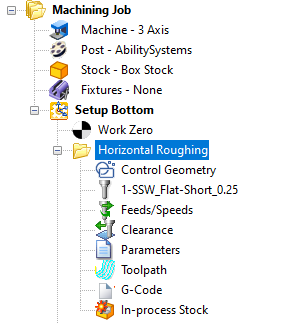 Machining Job
Machine - 3 Axis
Post - AbilitySystems
Stock - Box Stock
Fixtures - None
Setup Bottom
Work Zero
Horizontal Roughing
Control Geometry
1-SSW_Flat-Short_0.25
Feeds/Speeds
Clearance
Parameters
Toolpath
G-Code
In-process Stock